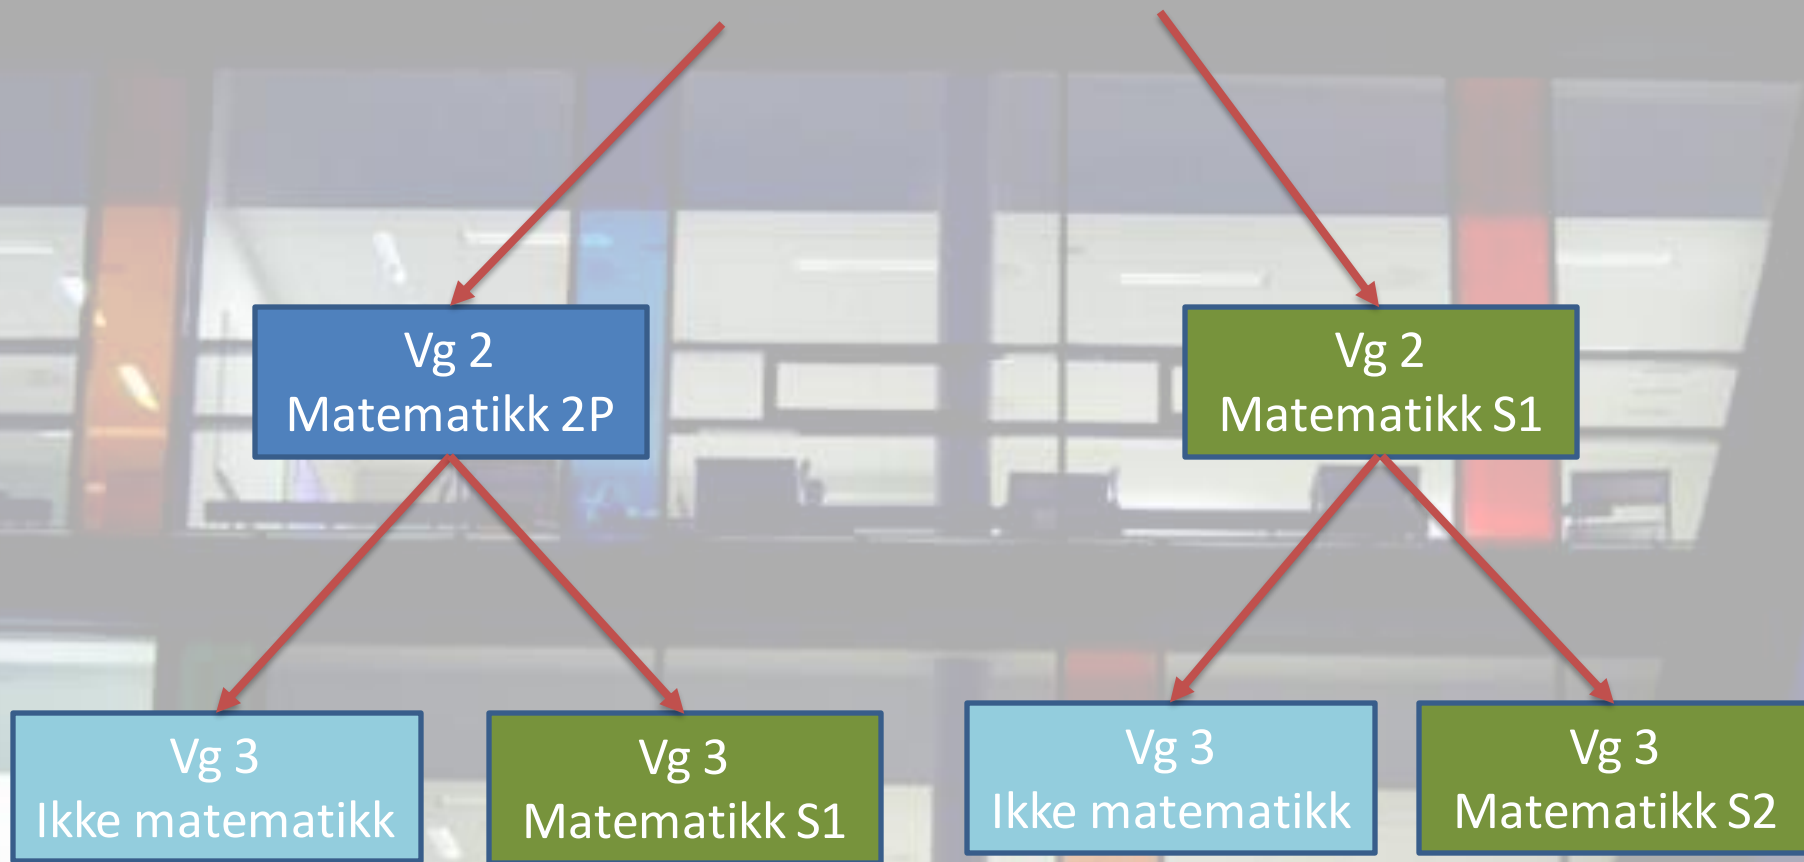 Vg 2
Matematikk 2P
Vg 2
Matematikk S1
Vg 3
Ikke matematikk
Vg 3
Matematikk S1
Vg 3
Ikke matematikk
Vg 3
Matematikk S2